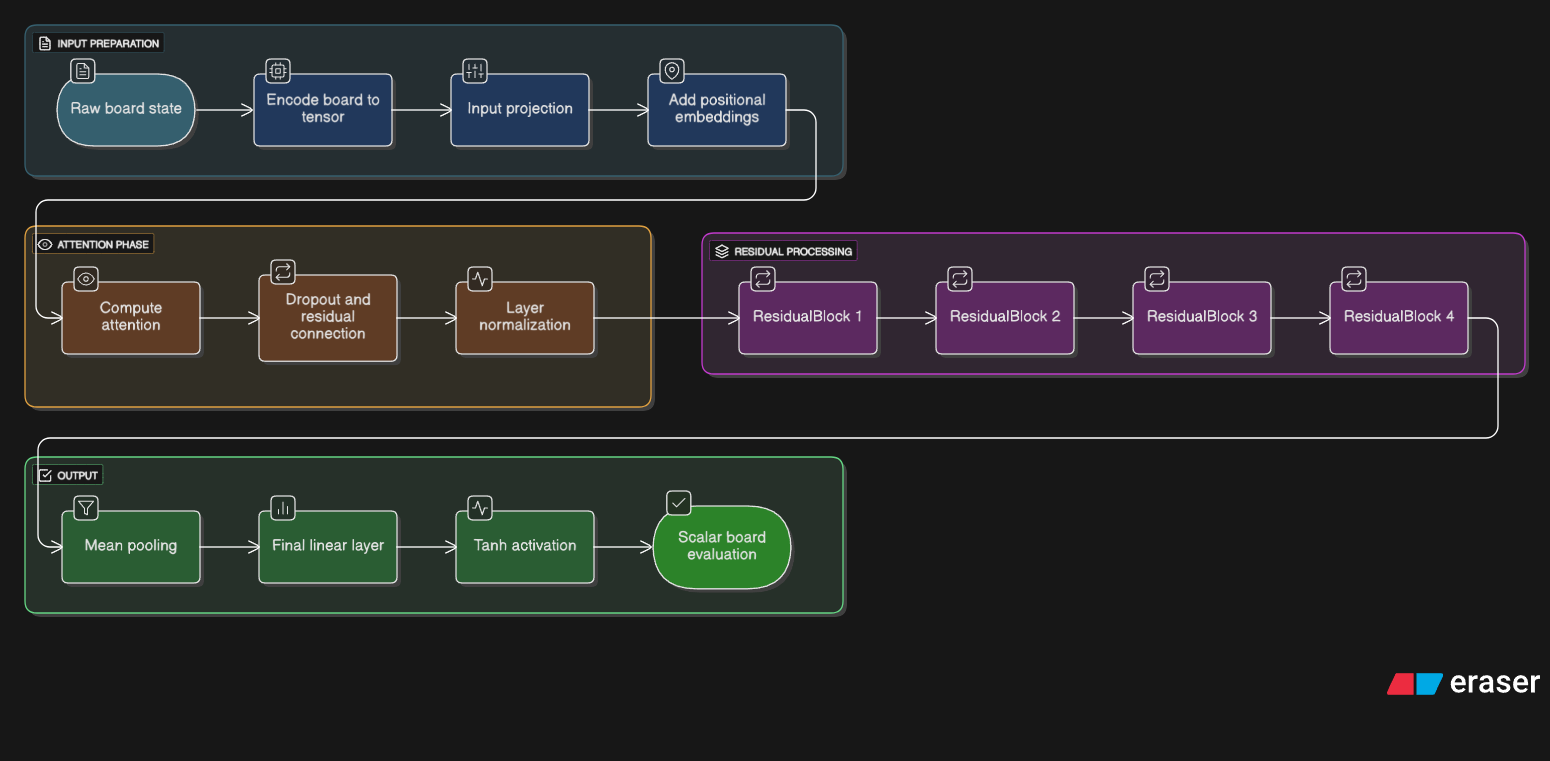 INPUT PREPARATION
Raw board state
Encode board to
tensor
Input projection
Add positional
embeddings
ATTENTION PHASE
Compute
attention
Dropout and
residual
connection
Layer
normalization
RESIDUAL PROCESSING
ResidualBlock 1
ResidualBlock 2
ResidualBlock 3
ResidualBlock 4
OUTPUT
Mean pooling
Final linear layer
Tanh activation
Scalar board
evaluation
eraser